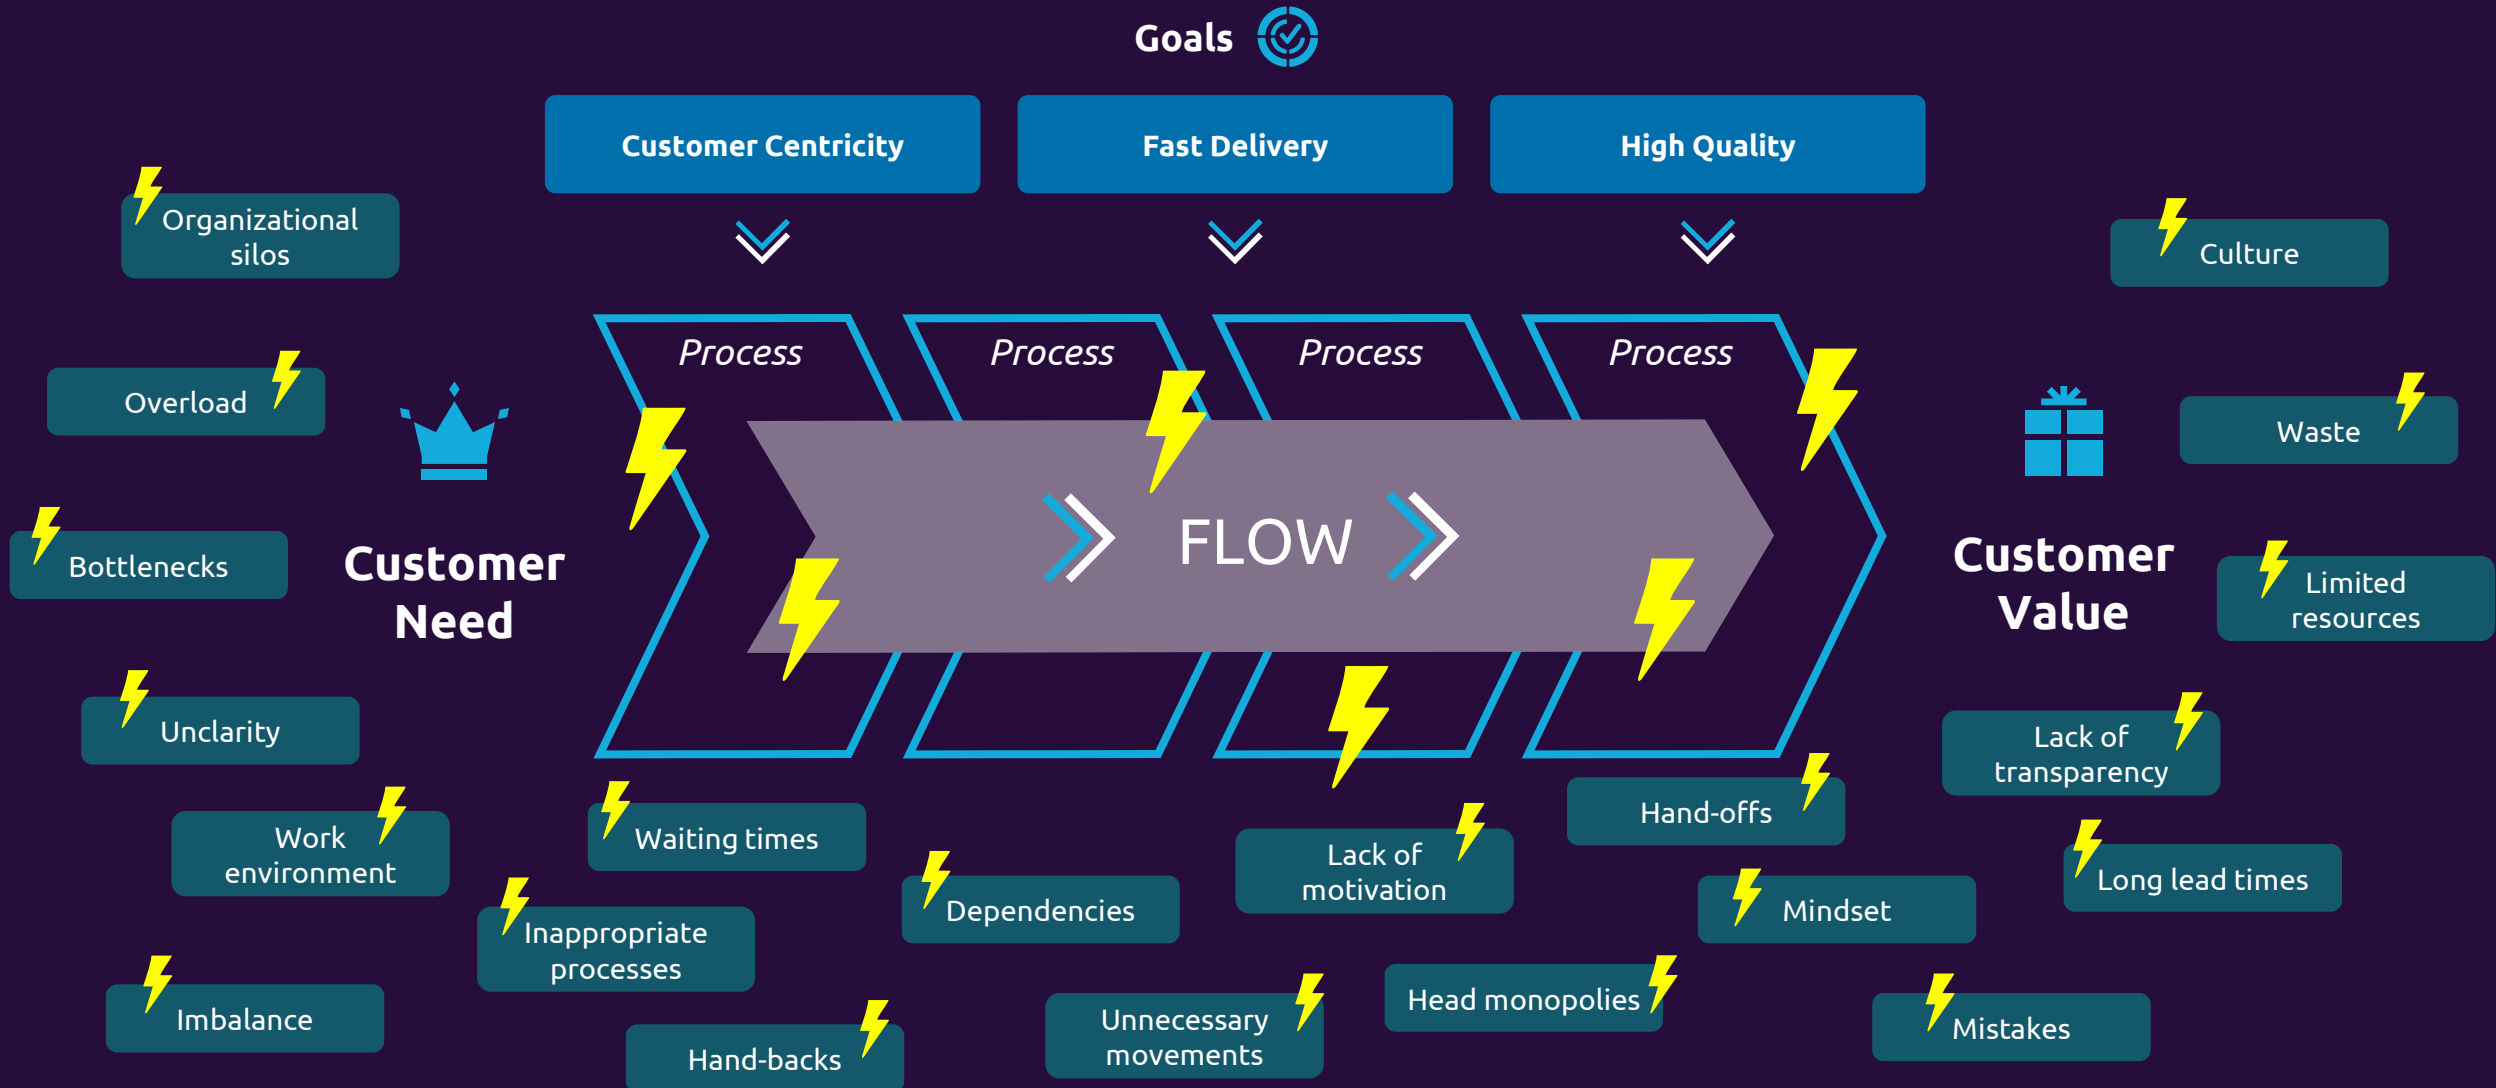 Goals
Customer Centricity
Fast Delivery
High Quality
Organizational
silos
Culture
Process
Process
Process
Process
Overload
Waste
FLOW
Bottlenecks
Customer
Need
Customer
Value
Limited
resources
Unclarity
Lack of
transparency
Work
environment
Waiting times
Hand-offs
Lack of
motivation
Long lead times
Inappropriate
processes
Dependencies
Mindset
Imbalance
Head monopolies
Hand-backs
Unnecessary
movements
Mistakes